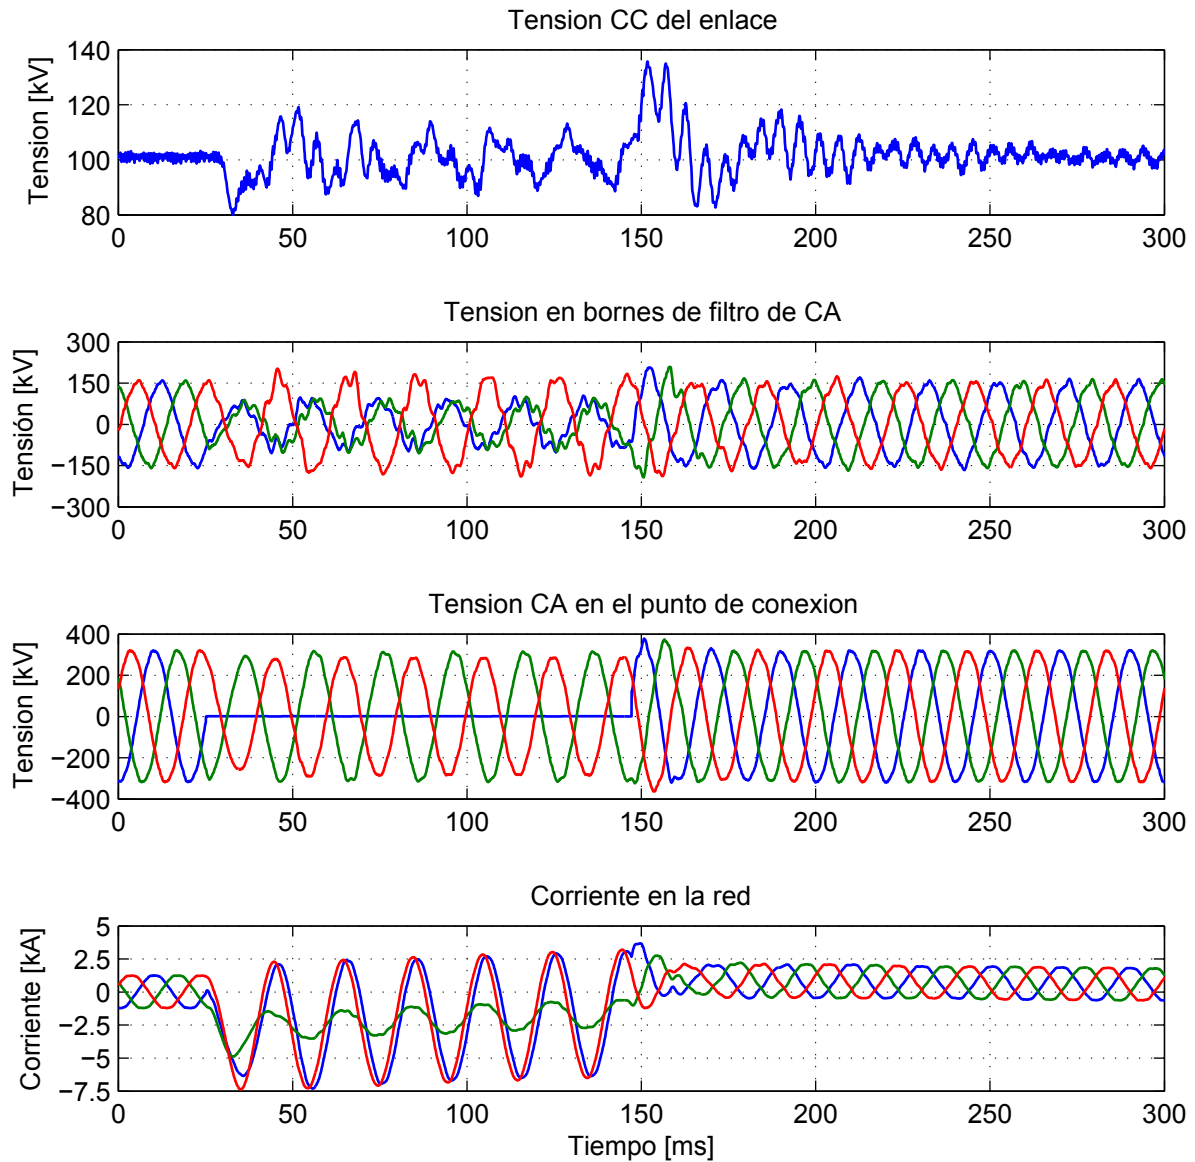 Tension CC del enlace
Tension [kV]
140
120
100
80
0 50 100 150 200 250 300
Tension en bornes de filtro de CA
Tensión [kV]
300
150
0
−150
−300
0 50 100 150 200 250 300
Tension CA en el punto de conexion
Tension [kV]
400
200
0
−200
−400
0 50 100 150 200 250 300
Corriente en la red
Corriente [kA]
5
2.5
0
−2.5
−5
−7.5
0 50 100 150 200 250 300
Tiempo [ms]